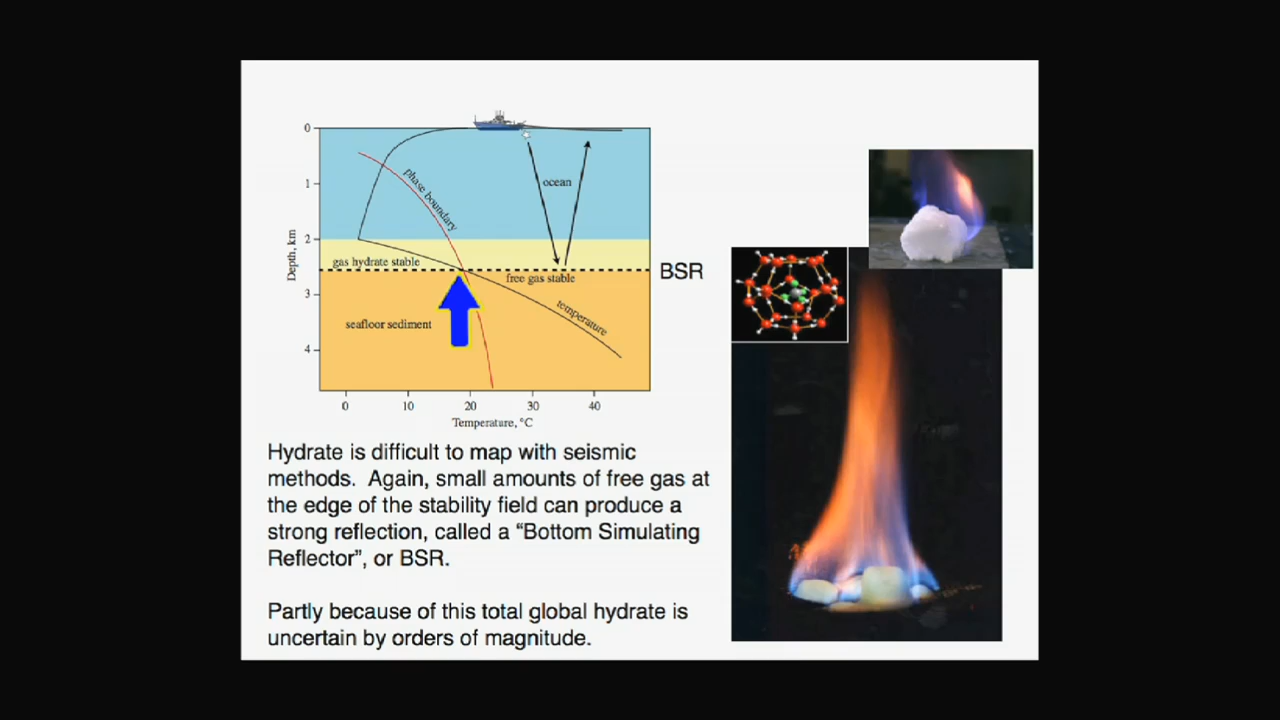 0
1
2
3
4
Depth, km
phase boundary
ocean
gas hydrate stable
free gas stable
BSR
seafloor sediment
temperature
0 10 20 30 40
Temperature, °C
Hydrate is difficult to map with seismic
methods. Again, small amounts of free gas at
the edge of the stability field can produce a
strong reflection, called a “Bottom Simulating
Reflector”, or BSR.
Partly because of this total global hydrate is
uncertain by orders of magnitude.